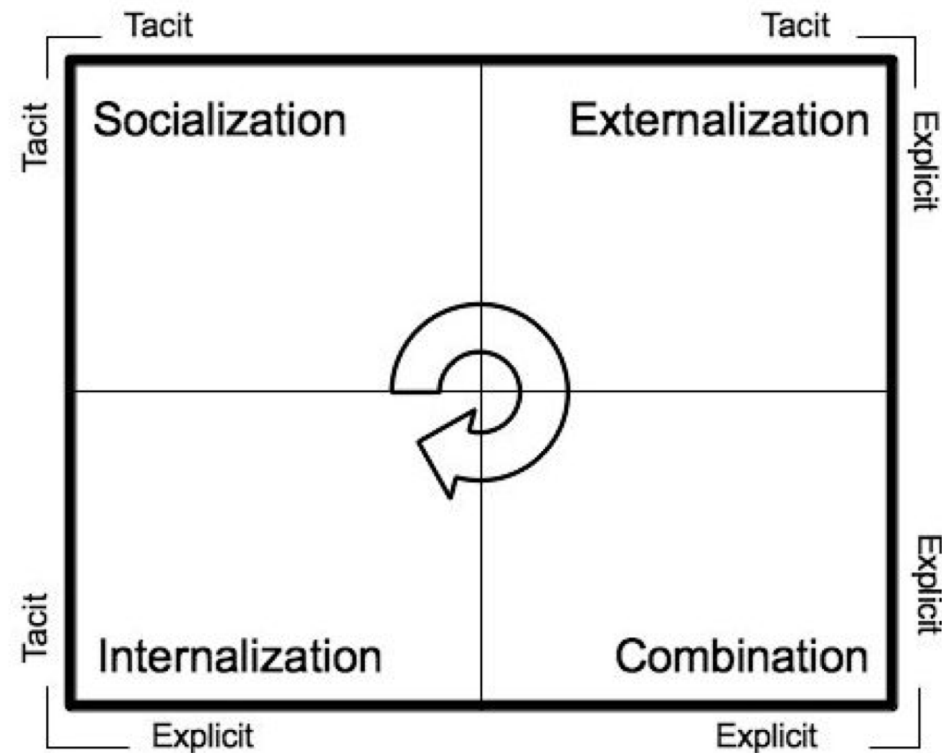 Tacit
Tacit
Tacit
Socialization
Externalization
Explicit
Tacit
Internalization
Combination
Explicit
Explicit
Explicit